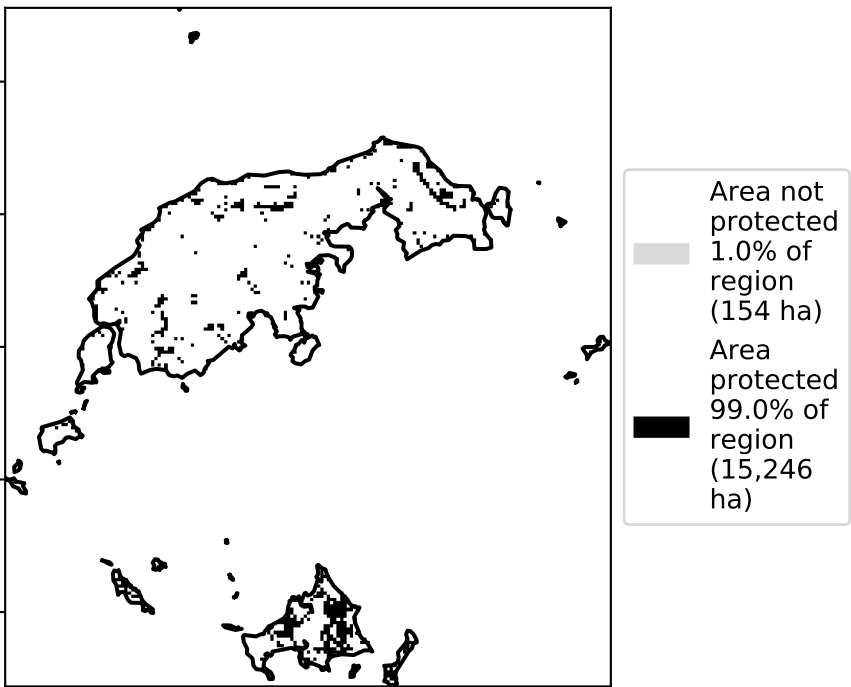 Area not
protected
1.0% of
region
(154 ha)
Area
protected
99.0% of
region
(15,246
ha)